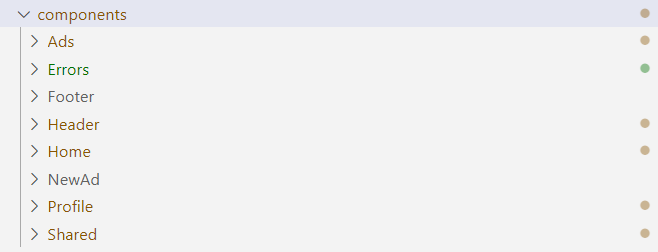 components
Ads
Errors
Footer
Header
Home
NewAd
Profile
Shared